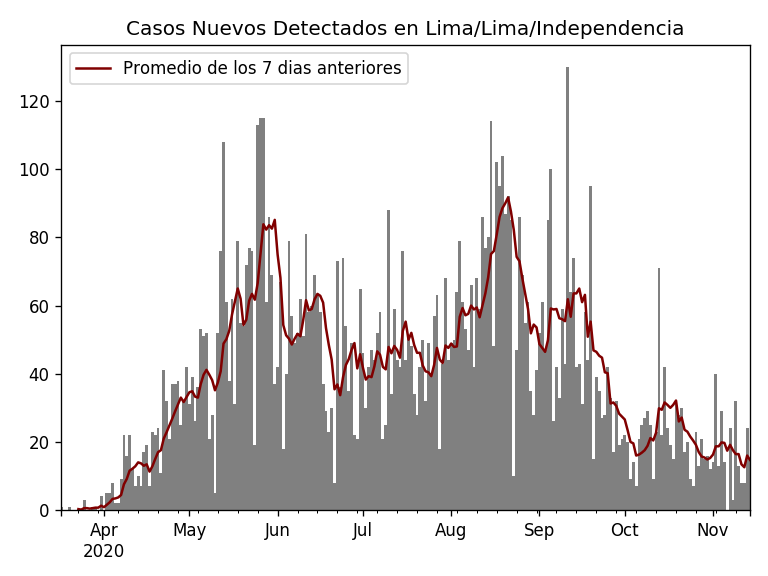 Casos Nuevos Detectados en Lima/Lima/Independencia
Promedio de los 7 dias anteriores
120
100
80
60
40
20
0
Apr May Jun Jul Aug Sep Oct Nov
2020